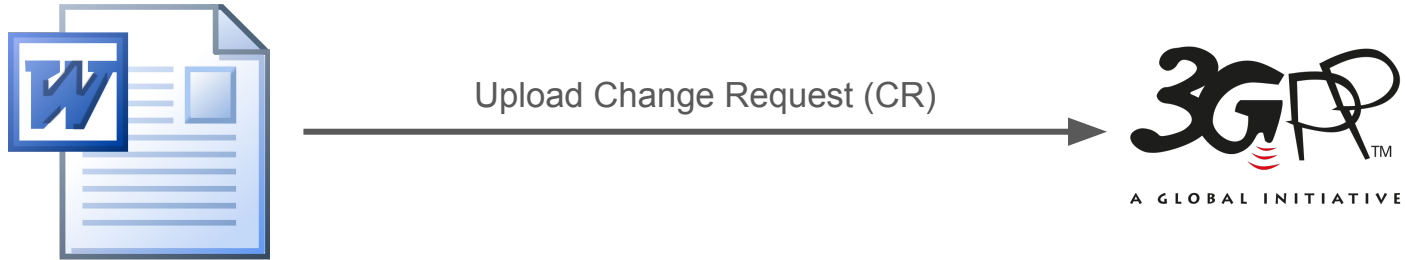 W
Upload Change Request (CR)
3GPP
TM
A GLOBAL INITIATIVE